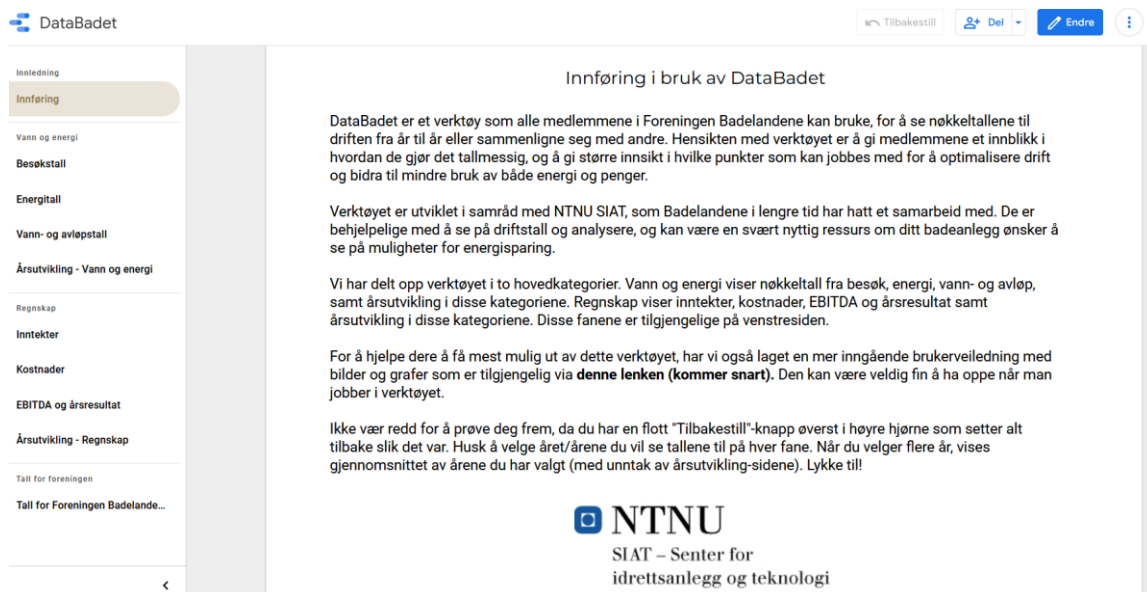 DataBadet
Tilbakestill
Del
Endre
Innledning
Innføring
Vann og energi
Besøkstall
Energitall
Vann- og avløpstall
Årsutvikling - Vann og energi
Regnskap
Inntekter
Kostnader
EBITDA og årsresultat
Årsutvikling - Regnskap
Tall for foreningen
Tall for Foreningen Badelande...
Innføring i bruk av DataBadet
DataBadet er et verktøy som alle medlemmene i Foreningen Badelandene kan bruke, for å se nøkkeltallene til
driften fra år til år eller sammenligne seg med andre. Hensikten med verktøyet er å gi medlemmene et innblikk i
hvordan de gjør det tallmessig, og å gi større innsikt i hvilke punkter som kan jobbes med for å optimalisere drift
og bidra til mindre bruk av både energi og penger.
Verktøyet er utviklet i samråd med NTNU SIAT, som Badelandene i lengre tid har hatt et samarbeid med. De er
behjelpelige med å se på driftstall og analysere, og kan være en svært nyttig ressurs om ditt badeanlegg ønsker å
se på muligheter for energisparing.
Vi har delt opp verktøyet i to hovedkategorier. Vann og energi viser nøkkeltall fra besøk, energi, vann- og avløp,
samt årsutvikling i disse kategoriene. Regnskap viser inntekter, kostnader, EBITDA og årsresultat samt
årsutvikling i disse kategoriene. Disse fanene er tilgjengelige på venstresiden.
For å hjelpe dere å få mest mulig ut av dette verktøyet, har vi også laget en mer inngående brukerveiledning med
bilder og grafer som er tilgjengelig via denne lenken (kommer snart). Den kan være veldig fin å ha oppe når man
jobber i verktøyet.
Ikke vær redd for å prøve deg frem, da du har en flott "Tilbakestill"-knapp øverst i høyre hjørne som setter alt
tilbake slik det var. Husk å velge året/årene du vil se tallene til på hver fane. Når du velger flere år, vises
gjennomsnittet av årene du har valgt (med unntak av årsutvikling-sidene). Lykke til!
NTNU
SIAT – Senter for
idrettsanlegg og teknologi